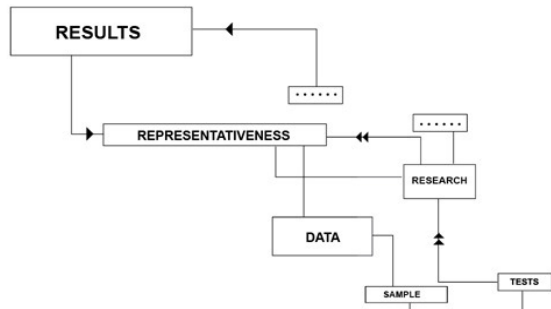 RESULTS
......
......
REPRESENTATIVENESS
RESEARCH
DATA
TESTS
SAMPLE